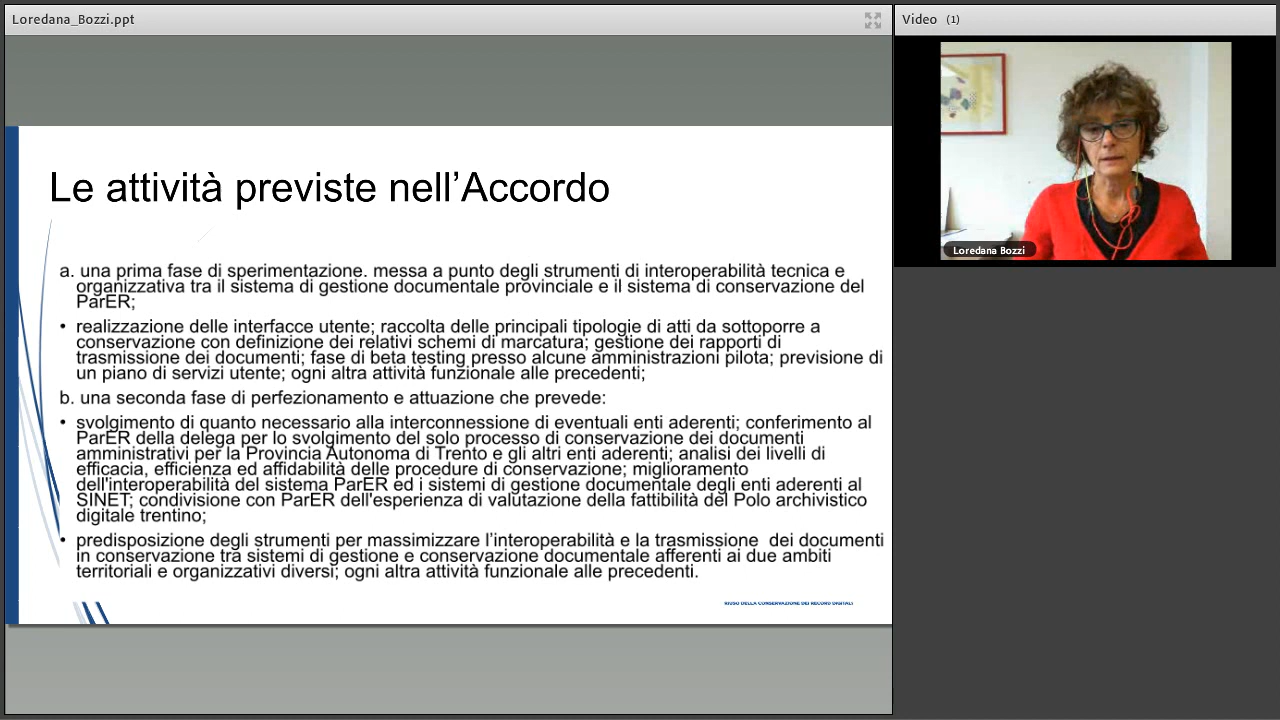 Loredana_Bozzi.ppt
Video (1)
Le attività previste nell’Accordo
a. una prima fase di sperimentazione. messa a punto degli strumenti di interoperabilità tecnica e
organizzativa tra il sistema di gestione documentale provinciale e il sistema di conservazione del
ParER;
• realizzazione delle interfacce utente; raccolta delle principali tipologie di atti da sottoporre a
conservazione con definizione dei relativi schemi di marcatura; gestione dei rapporti di
trasmissione dei documenti; fase di beta testing presso alcune amministrazioni pilota; previsione di
un piano di servizi utente; ogni altra attività funzionale alle precedenti;
b. una seconda fase di perfezionamento e attuazione che prevede:
• svolgimento di quanto necessario alla interconnessione di eventuali enti aderenti; conferimento al
ParER della delega per lo svolgimento del solo processo di conservazione dei documenti
amministrativi per la Provincia Autonoma di Trento e gli altri enti aderenti; analisi dei livelli di
efficacia, efficienza ed affidabilità delle procedure di conservazione; miglioramento
dell'interoperabilità del sistema ParER ed i sistemi di gestione documentale degli enti aderenti al
SINET; condivisione con ParER dell'esperienza di valutazione della fattibilità del Polo archivistico
digitale trentino;
• predisposizione degli strumenti per massimizzare l’interoperabilità e la trasmissione  dei documenti
in conservazione tra sistemi di gestione e conservazione documentale afferenti ai due ambiti
territoriali e organizzativi diversi; ogni altra attività funzionale alle precedenti.
RIUSO DELLA CONSERVAZIONE DEI RECORD DIGITALI
Loredana Bozzi